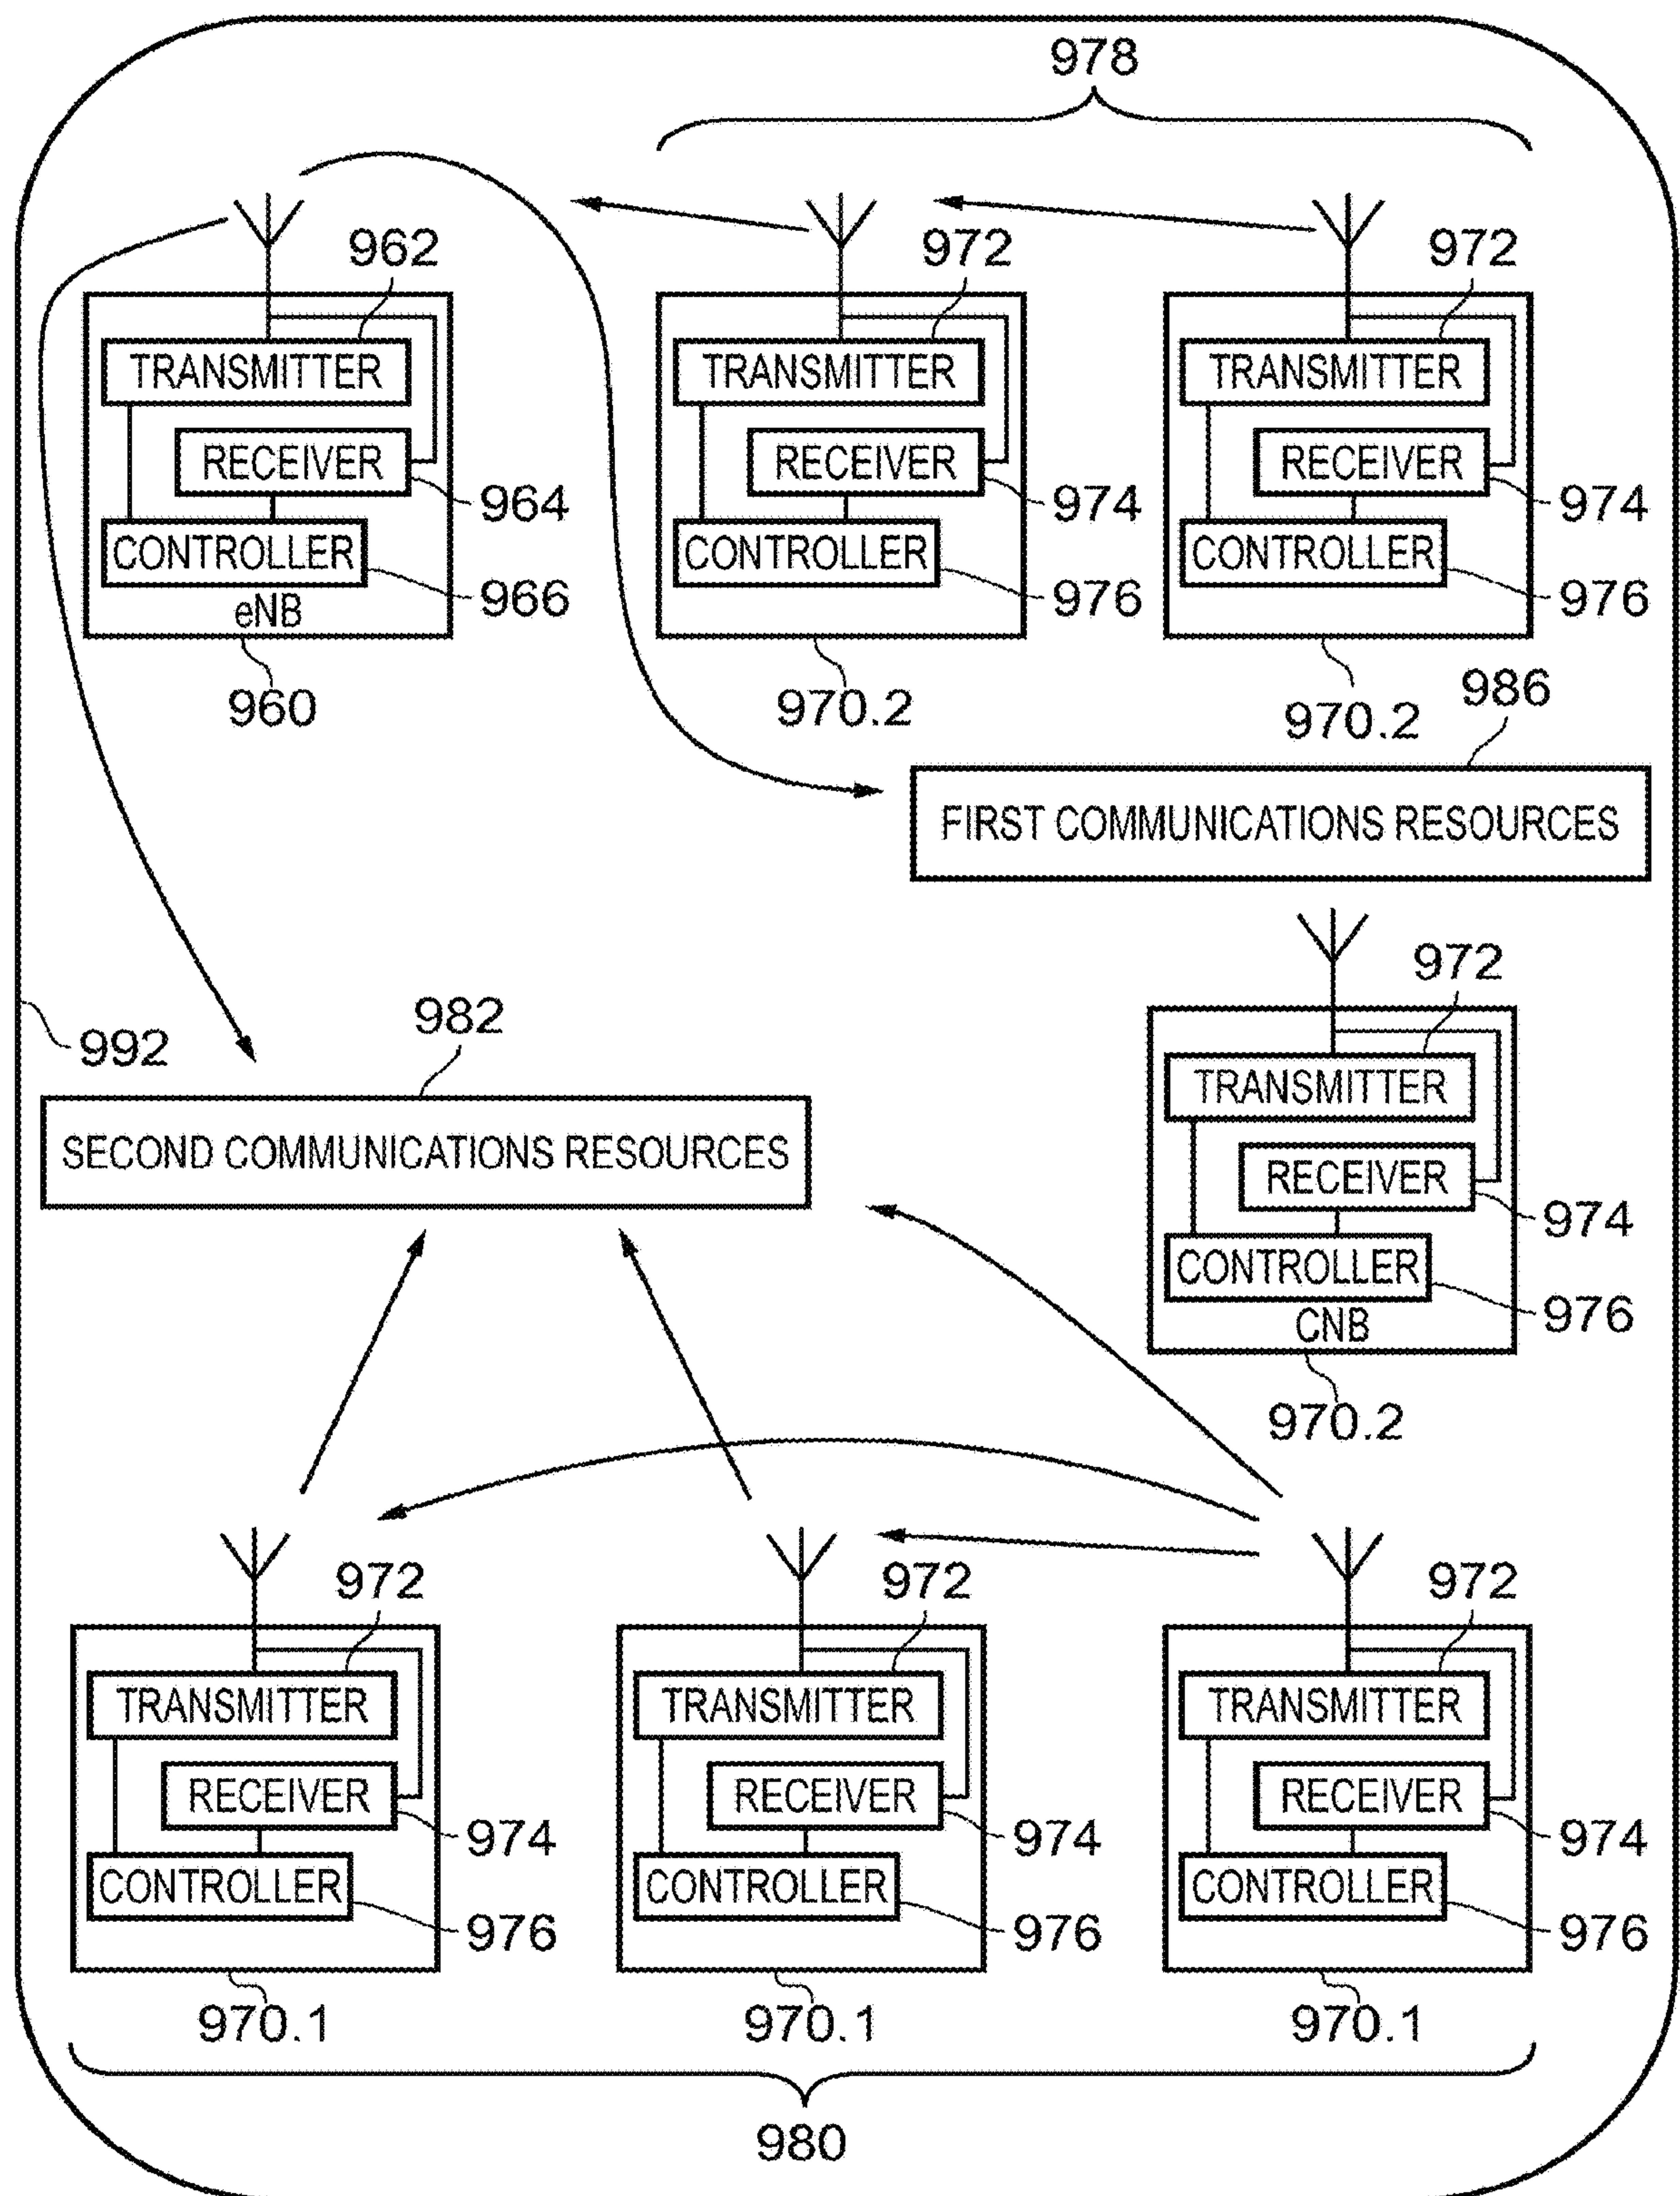 978
962
972
972
TRANSMITTER
TRANSMITTER
TRANSMITTER
RECEIVER
RECEIVER
RECEIVER
964
974
974
CONTROLLER
CONTROLLER
CONTROLLER
966
976
976
eNB
960
970.2
970.2
986
FIRST COMMUNICATIONS RESOURCES
972
992
982
TRANSMITTER
SECOND COMMUNICATIONS RESOURCES
RECEIVER
974
CONTROLLER
976
CNB
970.2
972
972
972
TRANSMITTER
TRANSMITTER
TRANSMITTER
RECEIVER
RECEIVER
RECEIVER
974
974
974
CONTROLLER
CONTROLLER
CONTROLLER
976
976
976
970.1
970.1
970.1
980